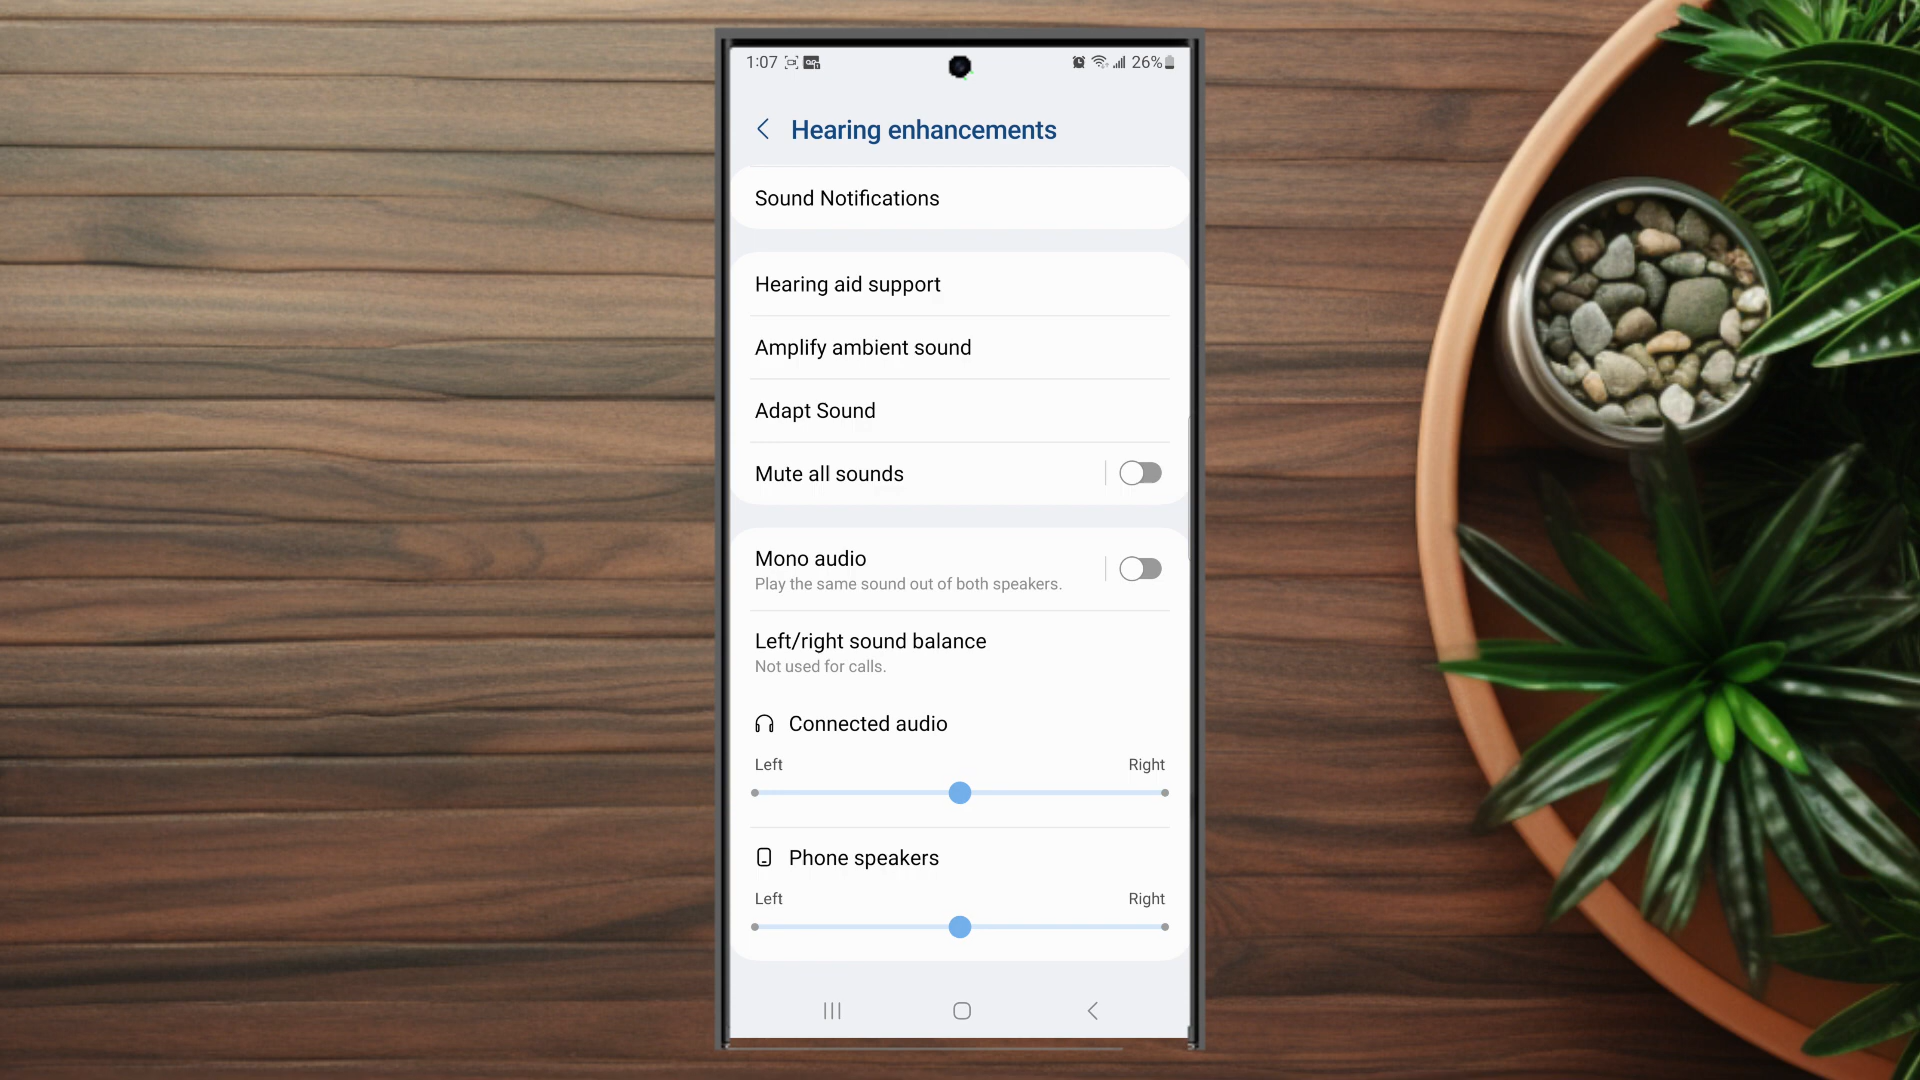 1:07 26%
Hearing enhancements
Sound Notifications
Hearing aid support
Amplify ambient sound
Adapt Sound
Mute all sounds
Mono audio
Play the same sound out of both speakers.
Left/right sound balance
Not used for calls.
Connected audio
Left Right
Phone speakers
Left Right